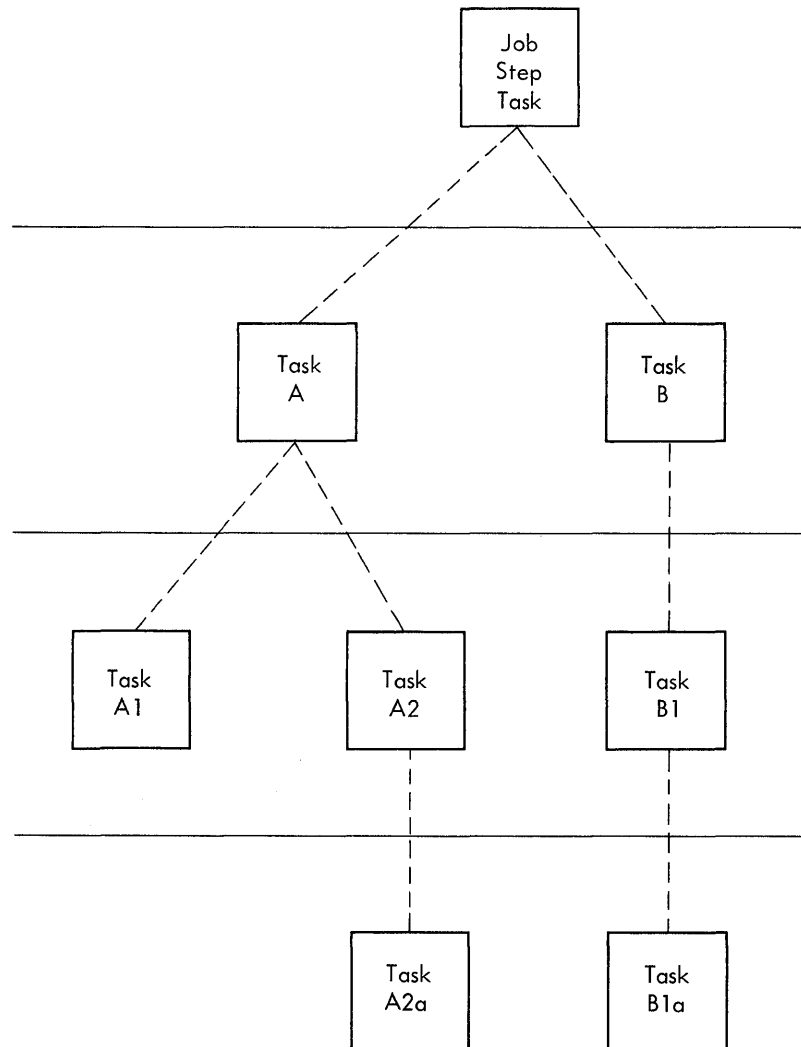 Job
Step
Task
Task
A
Task
B
Task
A1
Task
A2
Task
B1
Task
A2a
Task
B1a